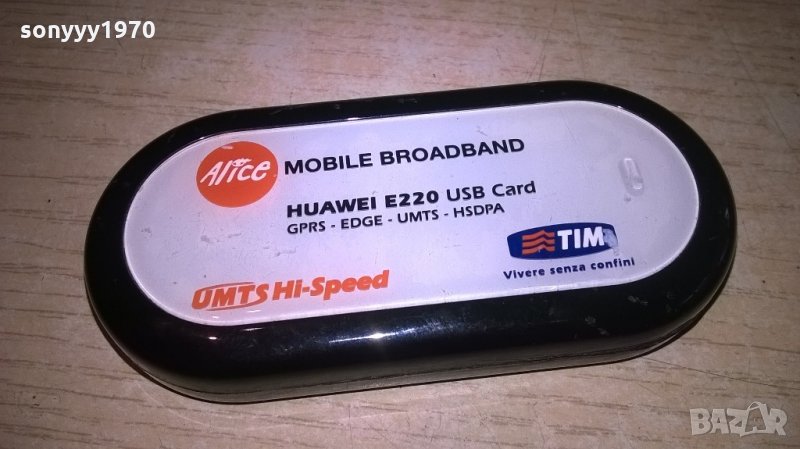 sonyyy1970
Alice
MOBILE BROADBAND
HUAWEI E220 USB Card
GPRS - EDGE - UMTS - HSDPA
TIM
Vivere senza confini
UMTS Hi-Speed
BAZAR